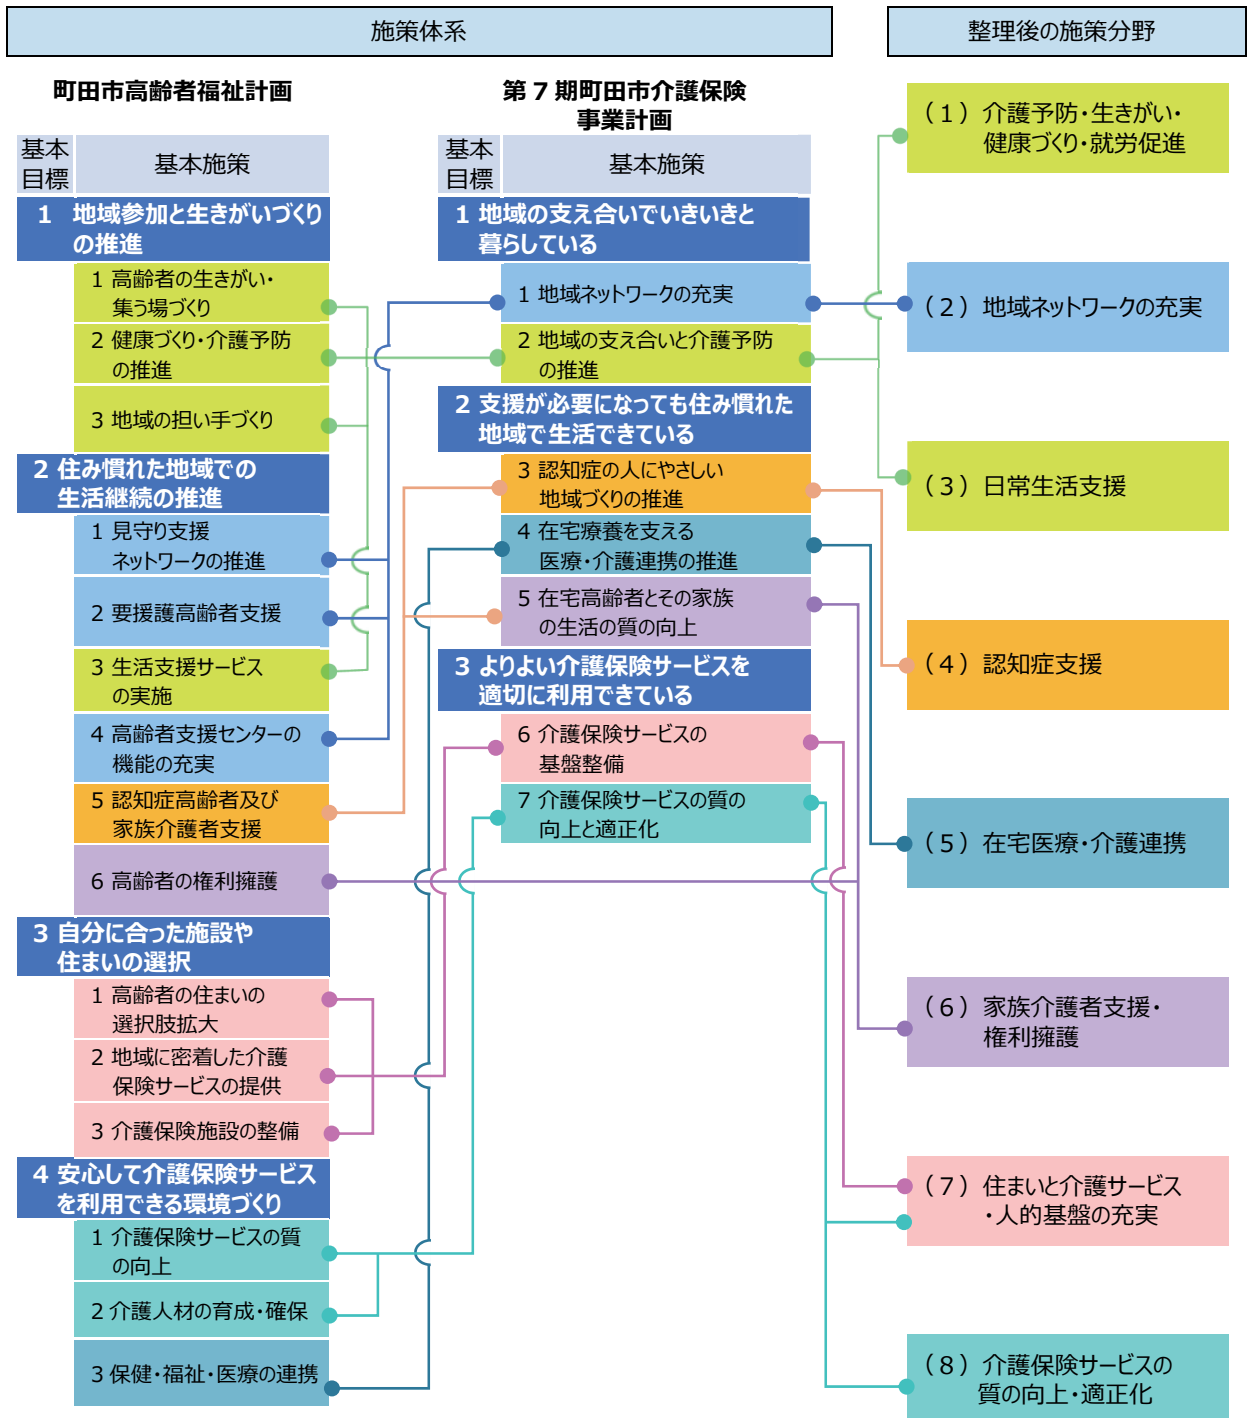 施策体系
整理後の施策分野
町田市高齢者福祉計画
基本
目標
基本施策
1 地域参加と生きがいづくり
の推進
1 高齢者の生きがい・
集う場づくり
2 健康づくり・介護予防
の推進
3 地域の担い手づくり
2 住み慣れた地域での
生活継続の推進
1 見守り支援
ネットワークの推進
2 要援護高齢者支援
3 生活支援サービス
の実施
4 高齢者支援センターの
機能の充実
5 認知症高齢者及び
家族介護者支援
6 高齢者の権利擁護
3 自分に合った施設や
住まいの選択
1 高齢者の住まいの
選択肢拡大
2 地域に密着した介護
保険サービスの提供
3 介護保険施設の整備
4 安心して介護保険サービス
を利用できる環境づくり
1 介護保険サービスの質
の向上
2 介護人材の育成・確保
3 保健・福祉・医療の連携
第7期町田市介護保険
事業計画
基本
目標
基本施策
1 地域の支え合いでいきいきと
暮らしている
1 地域ネットワークの充実
2 地域の支え合いと介護予防
の推進
2 支援が必要になっても住み慣れた
地域で生活できている
3 認知症の人にやさしい
地域づくりの推進
4 在宅療養を支える
医療・介護連携の推進
5 在宅高齢者とその家族
の生活の質の向上
3 よりよい介護保険サービスを
適切に利用できている
6 介護保険サービスの
基盤整備
7 介護保険サービスの質の
向上と適正化
（1）介護予防・生きがい・
健康づくり・就労促進
（2）地域ネットワークの充実
（3）日常生活支援
（4）認知症支援
（5）在宅医療・介護連携
（6）家族介護者支援・
権利擁護
（7）住まいと介護サービス
・人的基盤の充実
（8）介護保険サービスの
質の向上・適正化